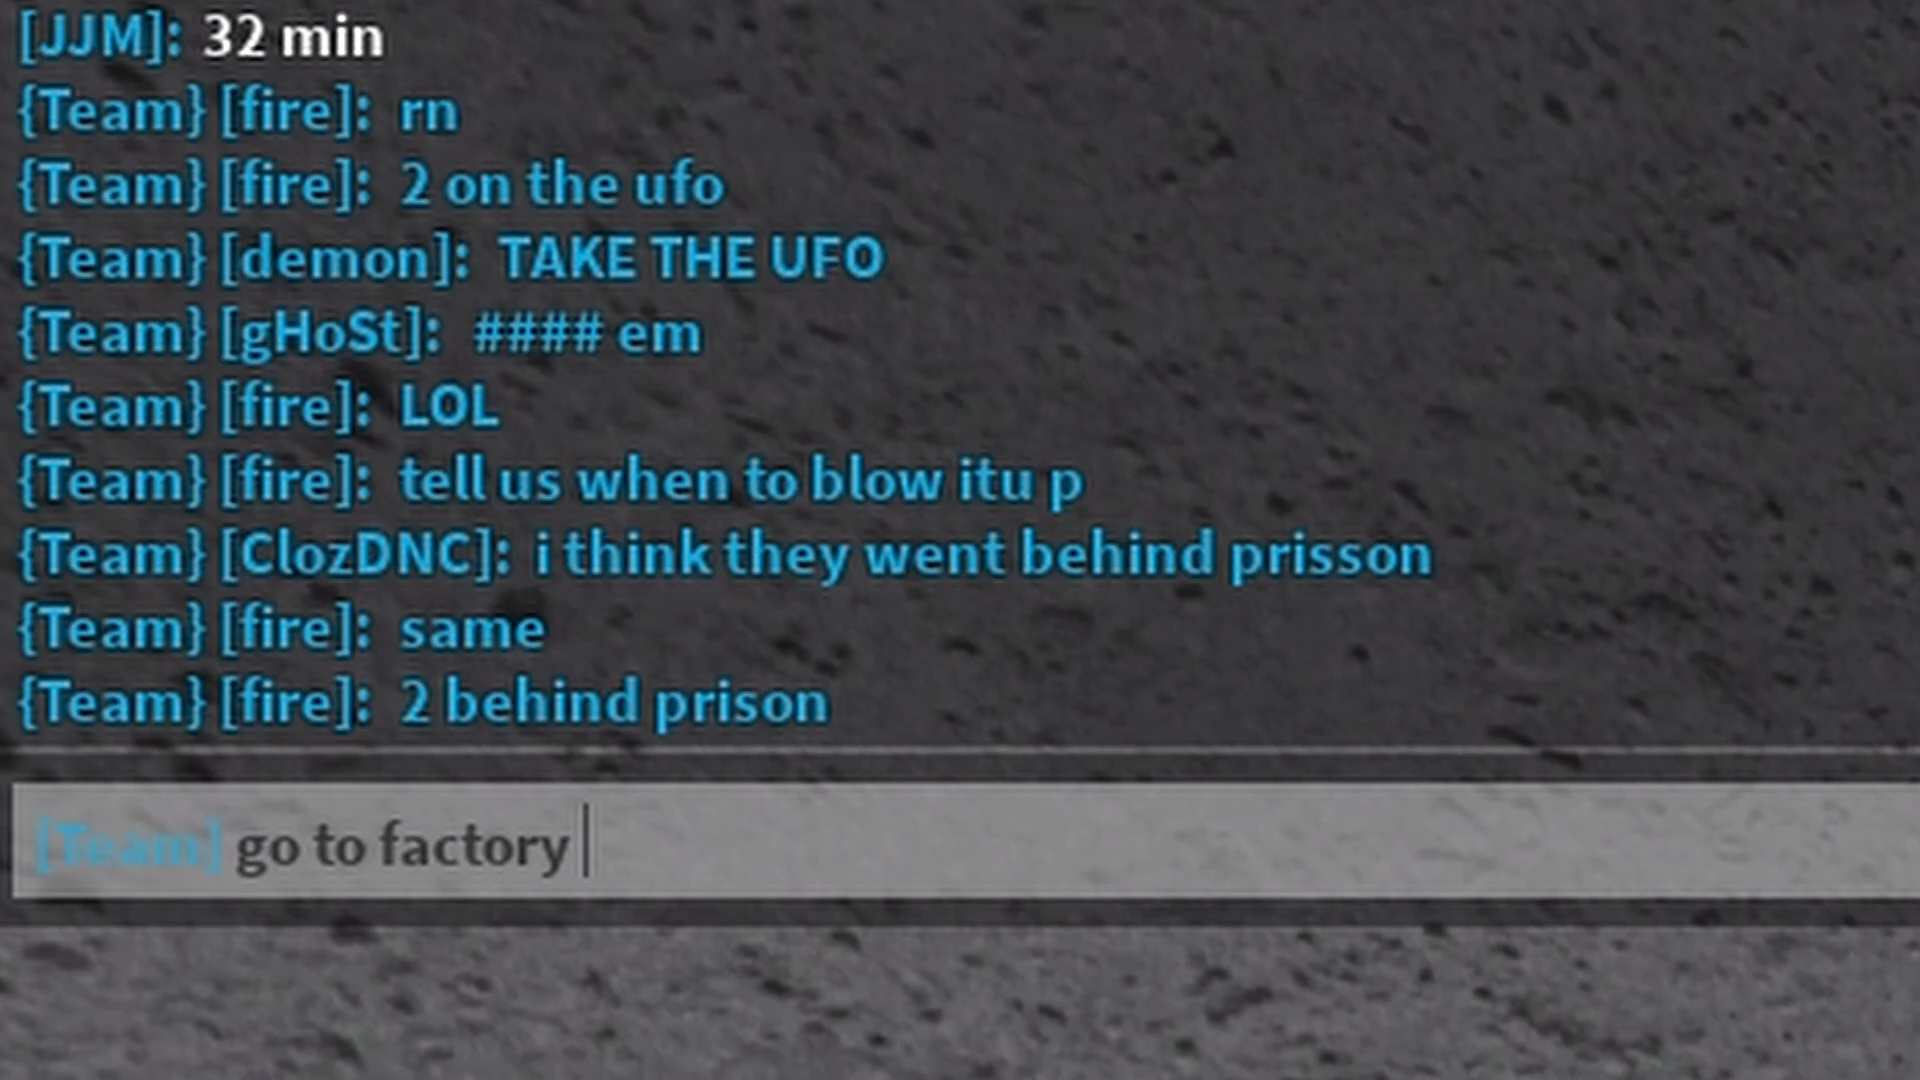 [JJM]: 32 min
{Team} [fire]: rn
{Team} [fire]: 2 on the ufo
{Team} [demon]: TAKE THE UFO
{Team} [gHoSt]: #### em
{Team} [fire]: LOL
{Team} [fire]: tell us when to blow itu p
{Team} [ClozDNC]: i think they went behind prisson
{Team} [fire]: same
{Team} [fire]: 2 behind prison
[Team] go to factory